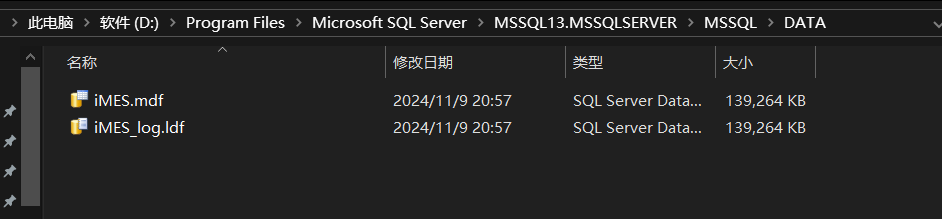 此电脑 > 软件 (D:) > Program Files > Microsoft SQL Server > MSSQL13.MSSQLSERVER > MSSQL > DATA
名称 修改日期 类型 大小
iMES.mdf 2024/11/9 20:57 SQL Server Data... 139,264 KB
iMES_log.ldf 2024/11/9 20:57 SQL Server Data... 139,264 KB